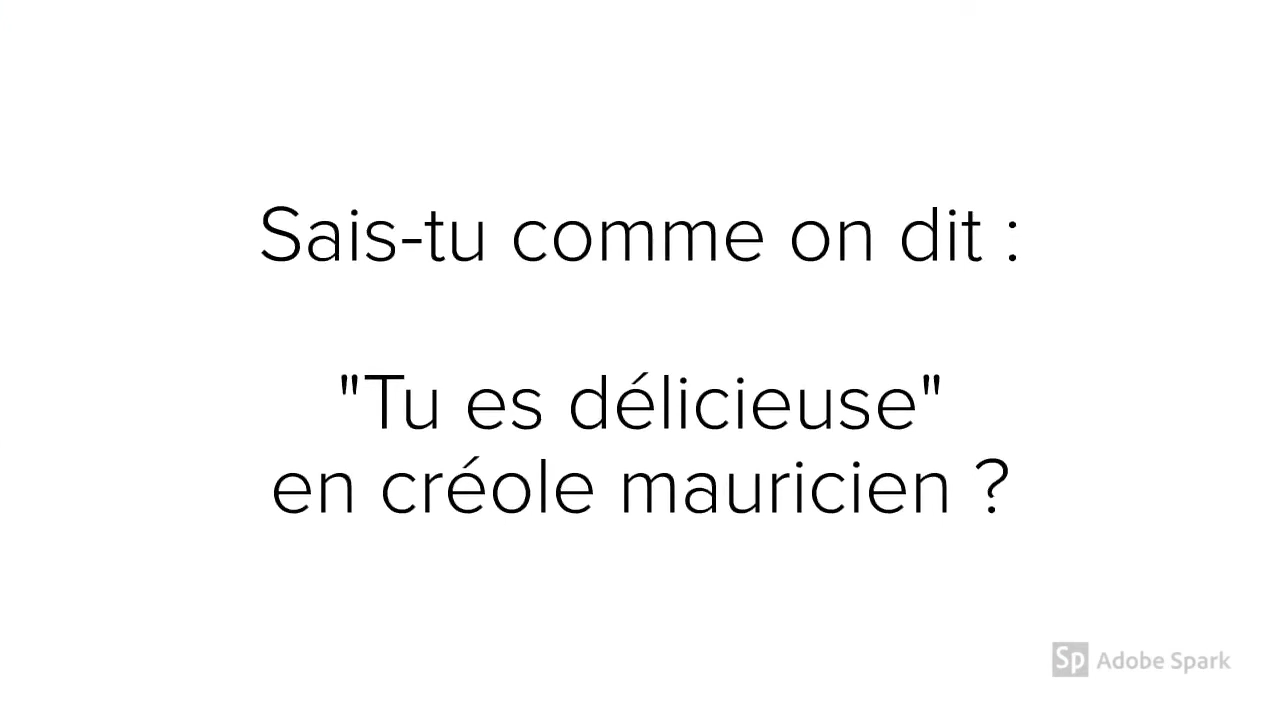 Sais-tu comme on dit :
"Tu es délicieuse"
en créole mauricien ?
Sp Adobe Spark